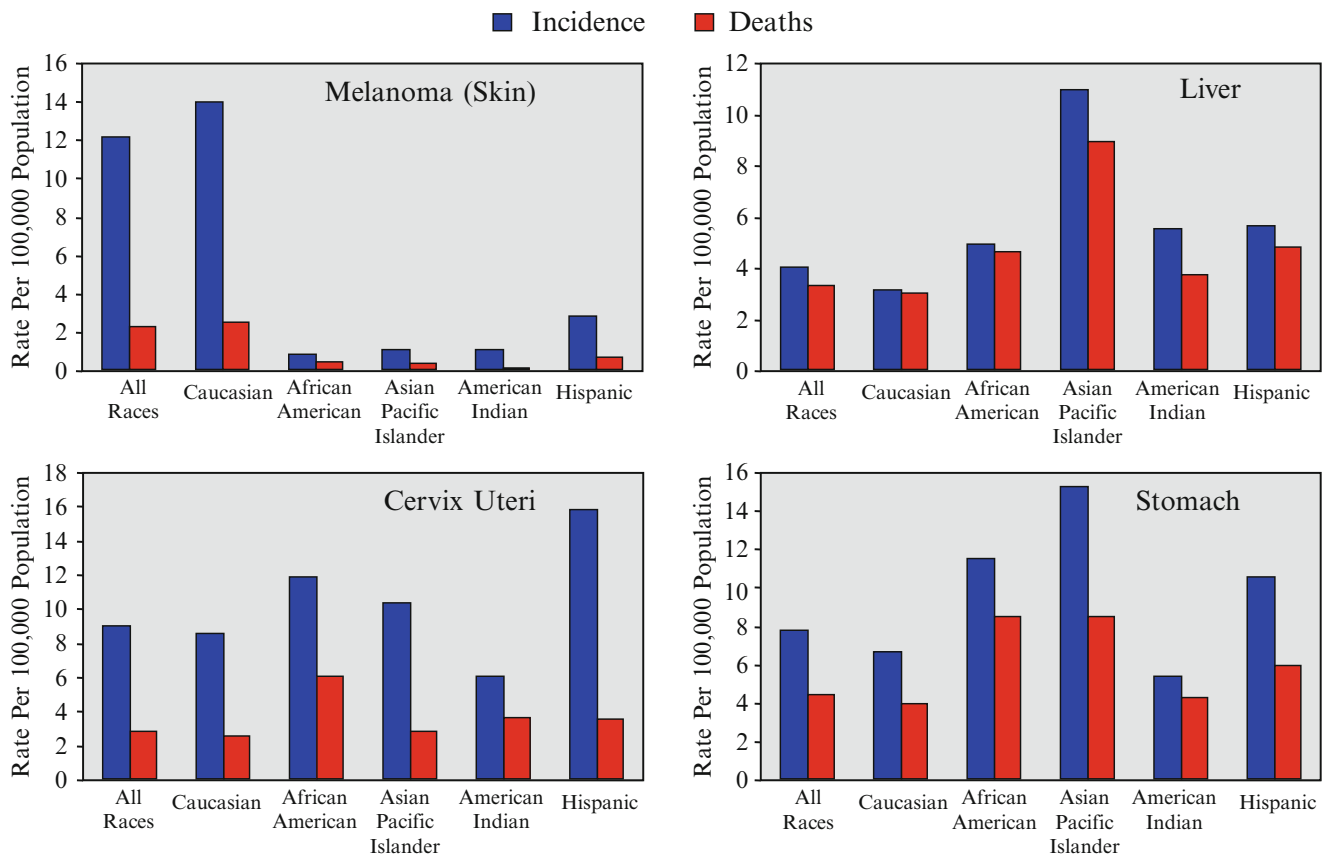 Incidence Deaths
Melanoma (Skin)
Rate Per 100,000 Population
16
14
12
10
8
6
4
2
0
All Races
Caucasian
African American
Asian Pacific Islander
American Indian
Hispanic
Liver
Rate Per 100,000 Population
12
10
8
6
4
2
0
All Races
Caucasian
African American
Asian Pacific Islander
American Indian
Hispanic
Cervix Uteri
Rate Per 100,000 Population
18
16
14
12
10
8
6
4
2
0
All Races
Caucasian
African American
Asian Pacific Islander
American Indian
Hispanic
Stomach
Rate Per 100,000 Population
16
14
12
10
8
6
4
2
0
All Races
Caucasian
African American
Asian Pacific Islander
American Indian
Hispanic